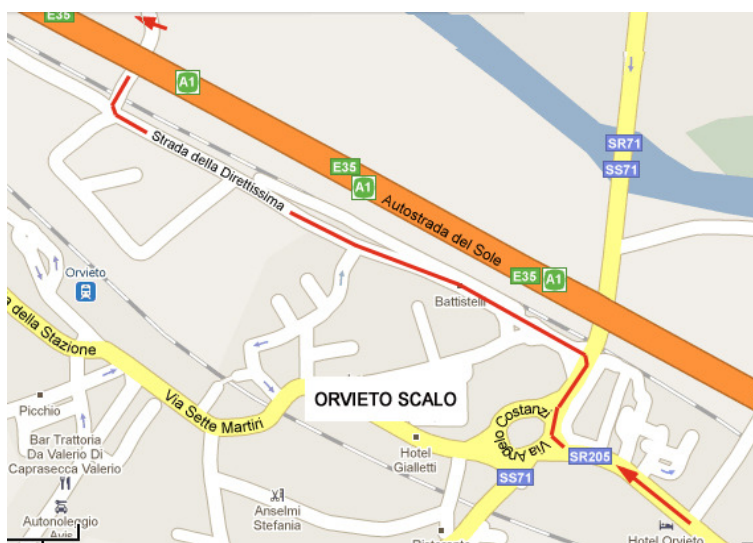 E35
A1
SR71
SS71
Strada della Direttissima
E35
A1
Autostrada del Sole
Orvieto
E35
A1
Battistelli
della Stazione
ORVIETO SCALO
Via Sette Martiri
Via Angelo Costanzi
Picchio
Hotel
Gialletti
SR205
Bar Trattoria
Da Valerio Di
Caprasecca Valerio
SS71
Anselmi
Stefania
Autonoleggio
Hotel Orvieto